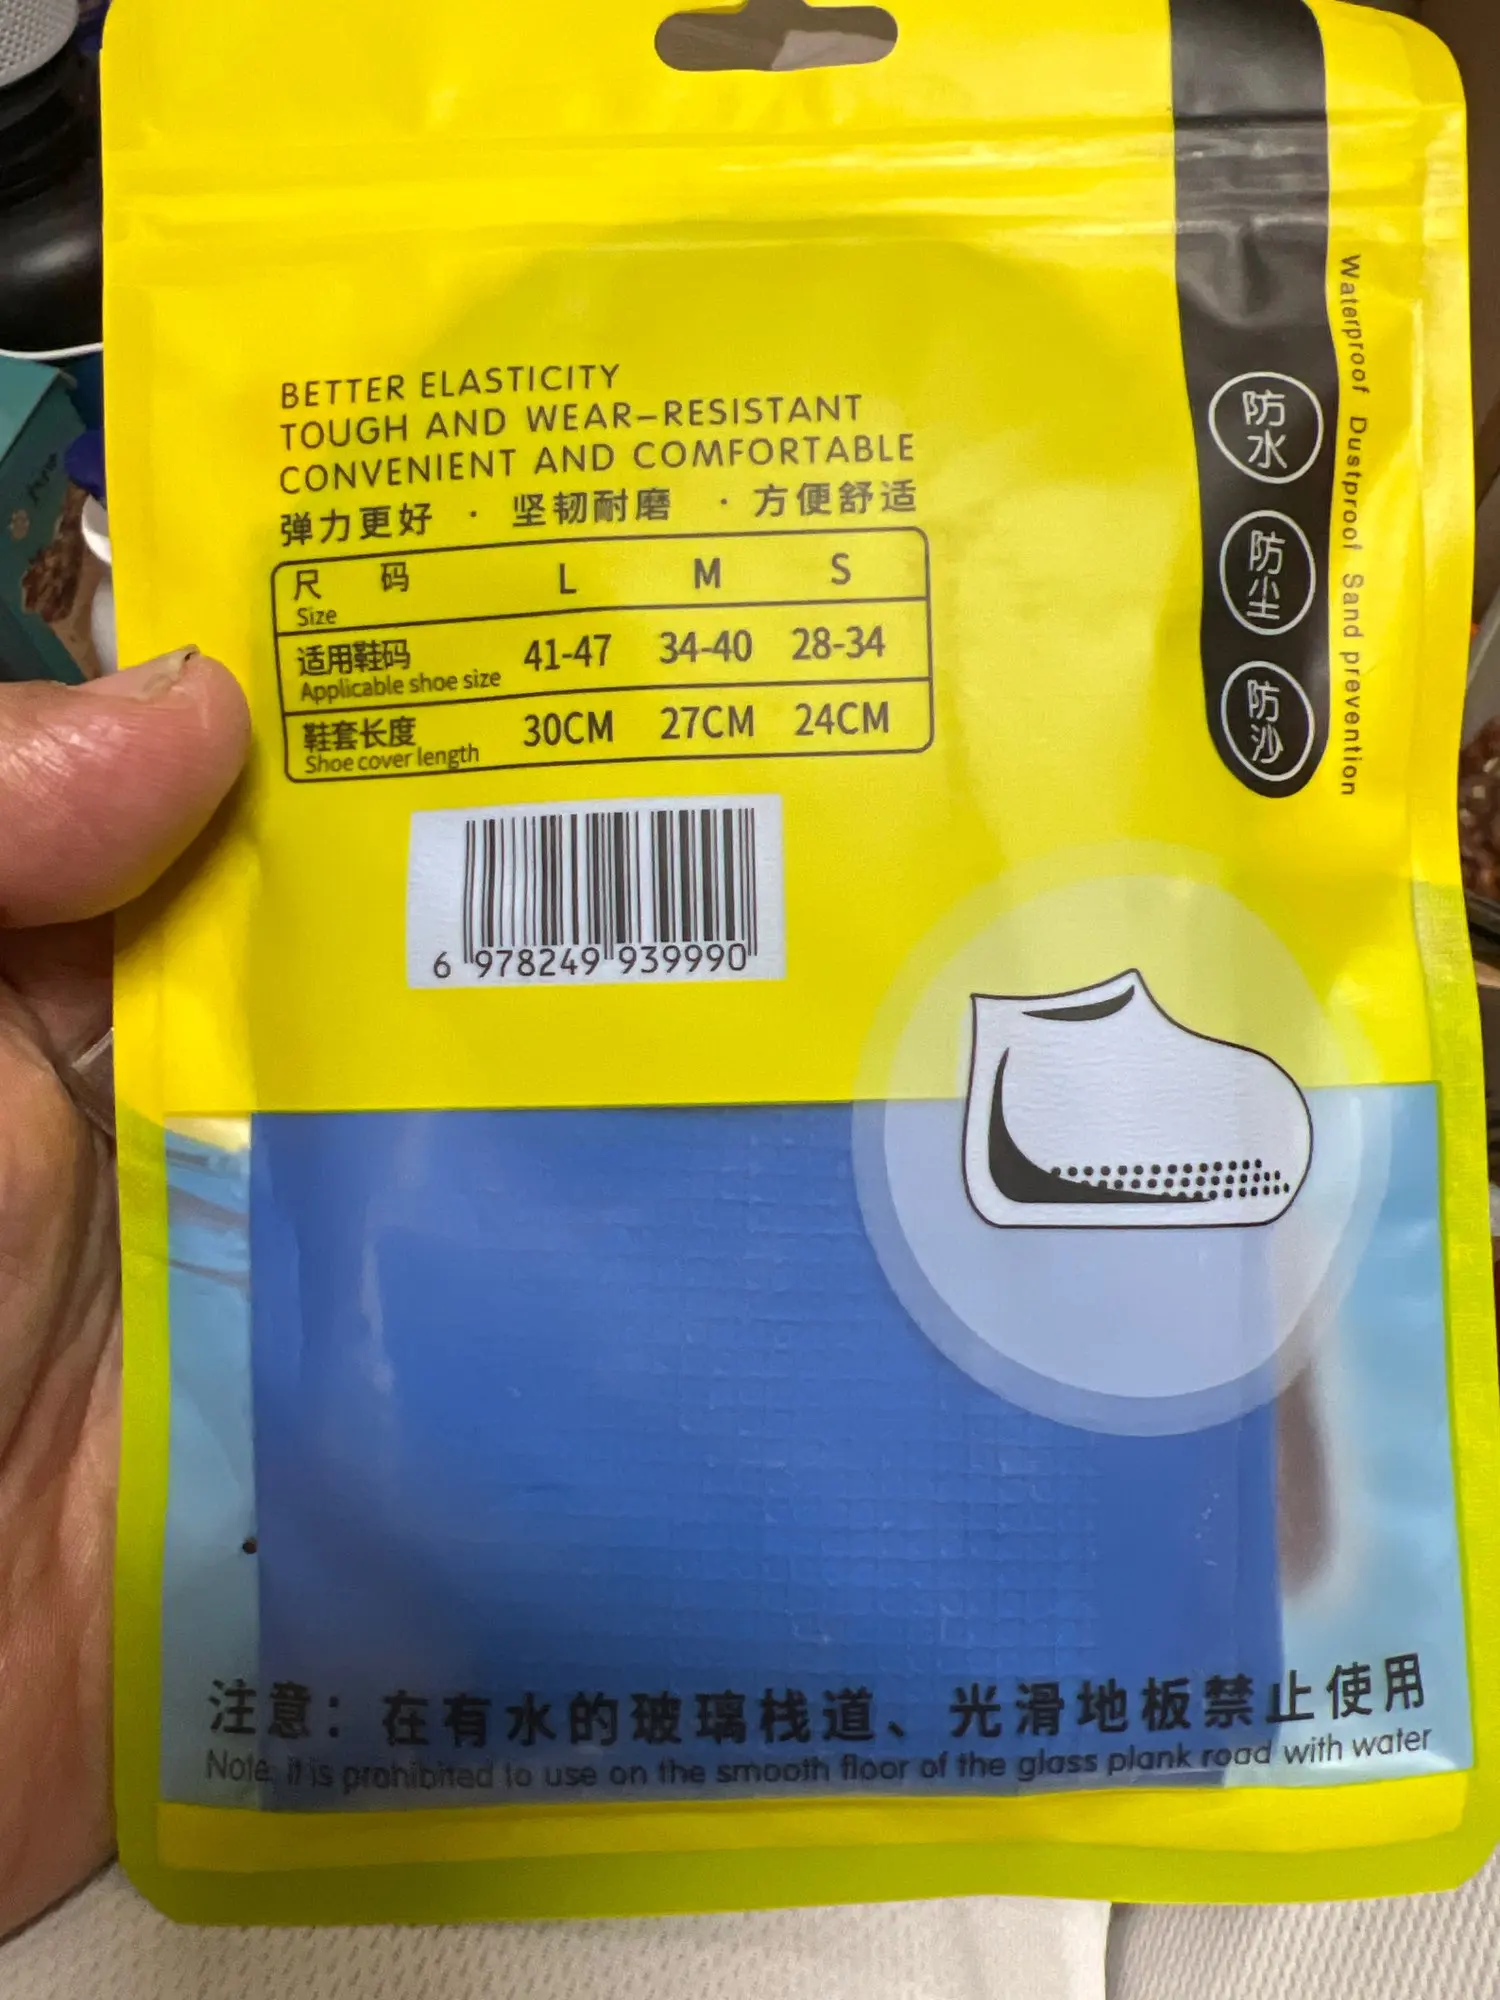 BETTER ELASTICITY
TOUGH AND WEAR-RESISTANT
CONVENIENT AND COMFORTABLE
弹力更好 · 坚韧耐磨 · 方便舒适
尺 码 L M S
Size
适用鞋码 41-47 34-40 28-34
Applicable shoe size
鞋套长度 30CM 27CM 24CM
Shoe cover length
6 978249 939990
防水
防尘
防沙
Waterproof Dustproof Sand prevention
注意：在有水的玻璃栈道、光滑地板禁止使用
Note: it is prohibited to use on the smooth floor of the glass plank road with water